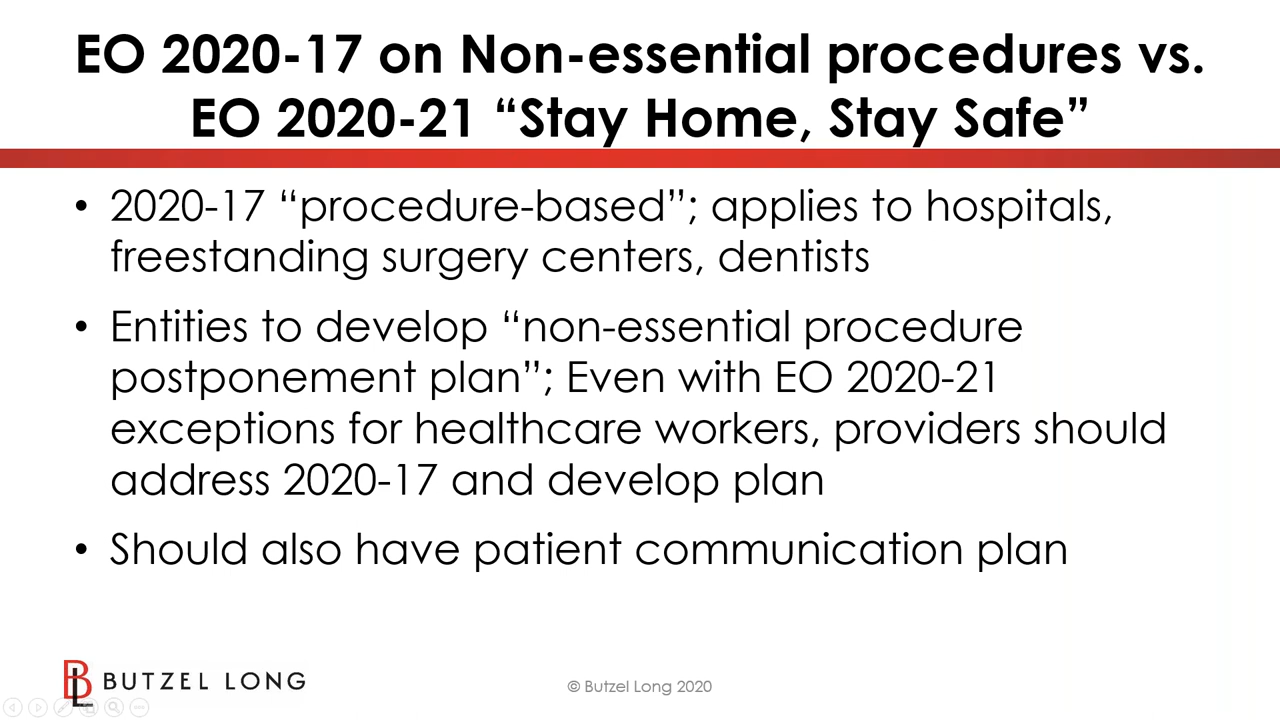 EO 2020-17 on Non-essential procedures vs.
EO 2020-21 “Stay Home, Stay Safe”
• 2020-17 “procedure-based”; applies to hospitals,
freestanding surgery centers, dentists
• Entities to develop “non-essential procedure
postponement plan”; Even with EO 2020-21
exceptions for healthcare workers, providers should
address 2020-17 and develop plan
• Should also have patient communication plan
BL BUTZEL LONG
© Butzel Long 2020